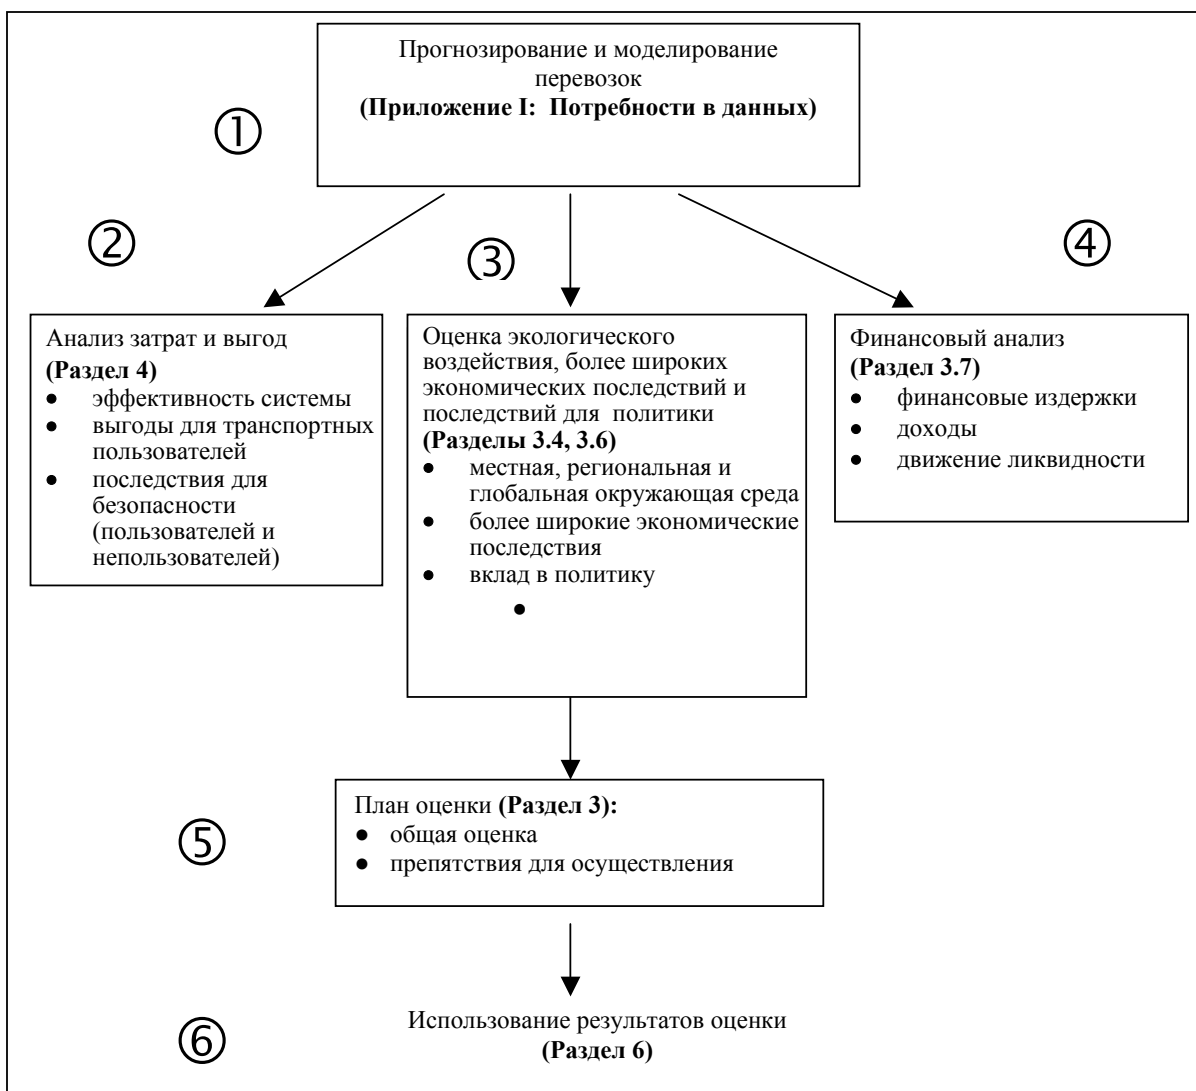 Прогнозирование и моделирование
перевозок
(Приложение I: Потребности в данных)
①
②
③
④
Анализ затрат и выгод
(Раздел 4)
● эффективность системы
● выгоды для транспортных
пользователей
● последствия для
безопасности
(пользователей и
непользователей)
Оценка экологического
воздействия, более широких
экономических последствий и
последствий для политики
(Разделы 3.4, 3.6)
● местная, региональная и
глобальная окружающая среда
● более широкие экономические
последствия
● вклад в политику
●
Финансовый анализ
(Раздел 3.7)
● финансовые издержки
● доходы
● движение ликвидности
⑤
План оценки (Раздел 3):
● общая оценка
● препятствия для осуществления
⑥
Использование результатов оценки
(Раздел 6)